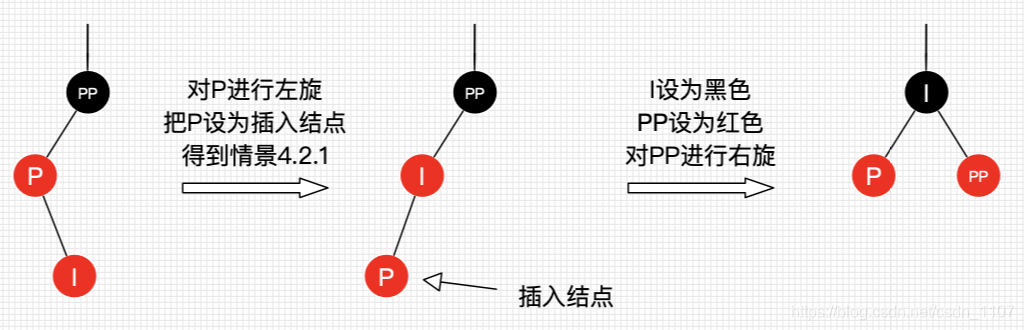 PP
P
I
对P进行左旋
把P设为插入结点
得到情景4.2.1
PP
I
P
插入结点
I设为黑色
PP设为红色
对PP进行右旋
I
P
PP
https://blog.csdn.net/csdn_1107